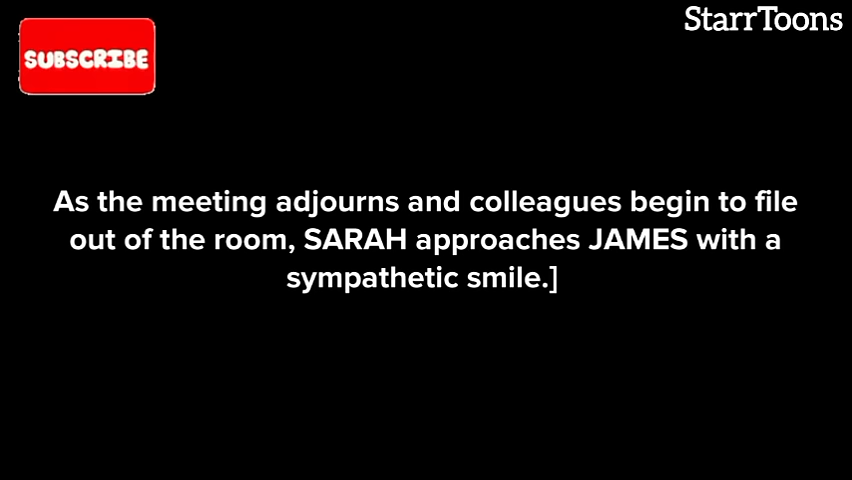 StarrToons
SUBSCRIBE
As the meeting adjourns and colleagues begin to file
out of the room, SARAH approaches JAMES with a
sympathetic smile.]